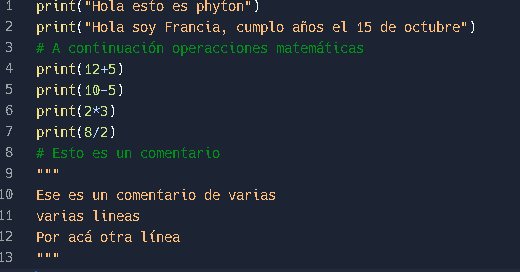 1 print("Hola esto es phyton")
2 print("Hola soy Francia, cumplo años el 15 de octubre")
3 # A continuación operacciones matemáticas
4 print(12+5)
5 print(10-5)
6 print(2*3)
7 print(8/2)
8 # Esto es un comentario
9 """
10 Ese es un comentario de varias
11 varias lineas
12 Por acá otra línea
13 """